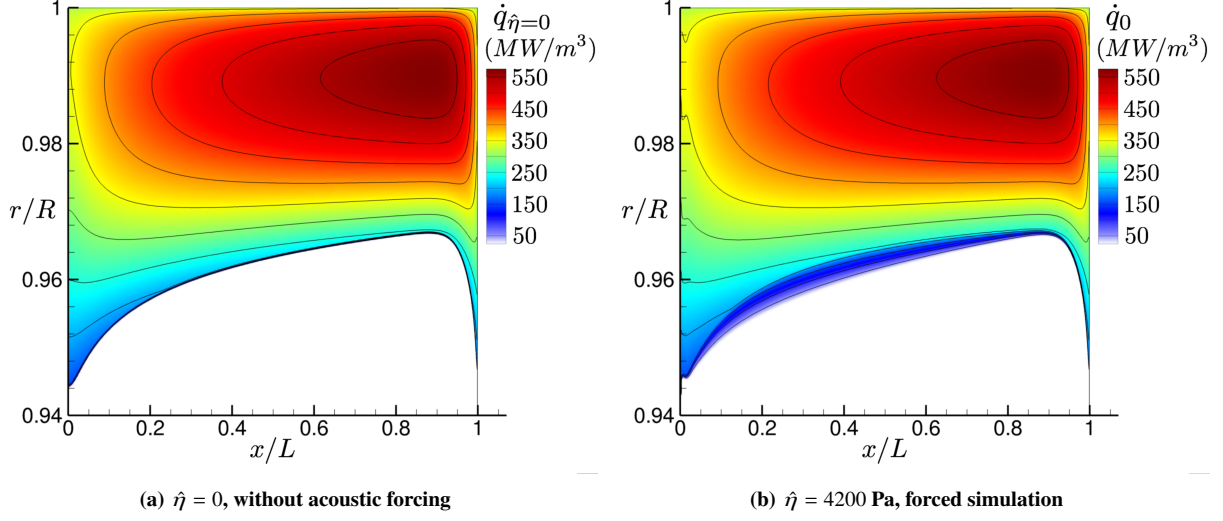 1
q̇_η̂=0
(MW/m³)
550
450
350
250
150
50
0.98
r/R
0.96
0.94
0 0.2 0.4 0.6 0.8 1
x/L
(a) η̂ = 0, without acoustic forcing
1
q̇_0
(MW/m³)
550
450
350
250
150
50
0.98
r/R
0.96
0.94
0 0.2 0.4 0.6 0.8 1
x/L
(b) η̂ = 4200 Pa, forced simulation